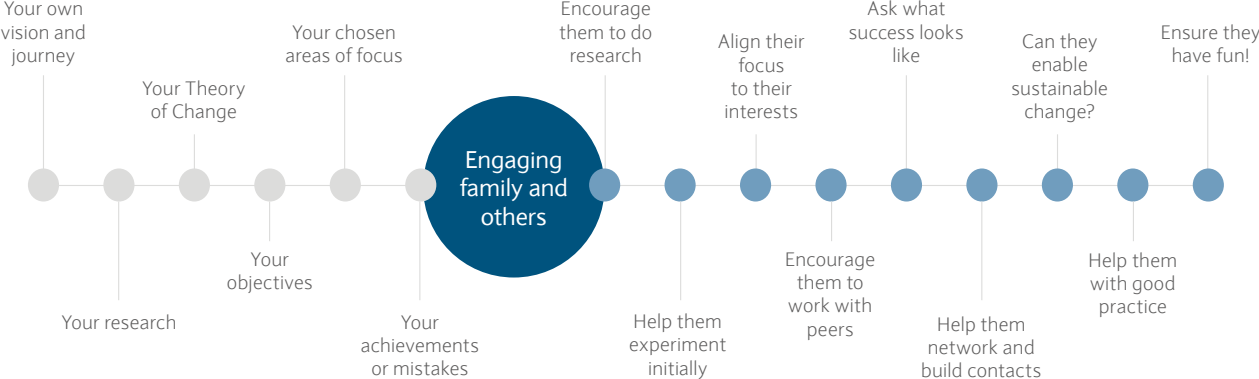 Your own
vision and
journey
Your research
Your Theory
of Change
Your
objectives
Your chosen
areas of focus
Your
achievements
or mistakes
Engaging
family and
others
Encourage
them to do
research
Help them
experiment
initially
Align their
focus
to their
interests
Encourage
them to
work with
peers
Ask what
success looks
like
Help them
network and
build contacts
Can they
enable
sustainable
change?
Help them
with good
practice
Ensure they
have fun!